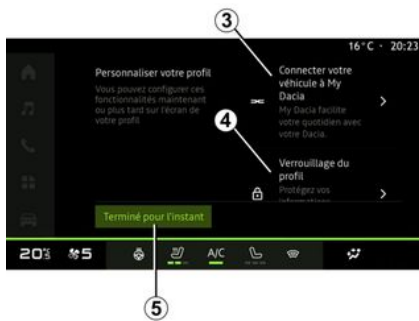 3
16°C · 20:23
Personnaliser votre profil
Vous pouvez configurer ces
fonctionnalités maintenant
ou plus tard sur l'écran de
votre profil
Connecter votre
véhicule à My
Dacia
My Dacia facilite
votre quotidien avec
votre Dacia.
4
Verrouillage du
profil
Protégez vos
informations
Terminé pour l'instant
20 5 A/C
5